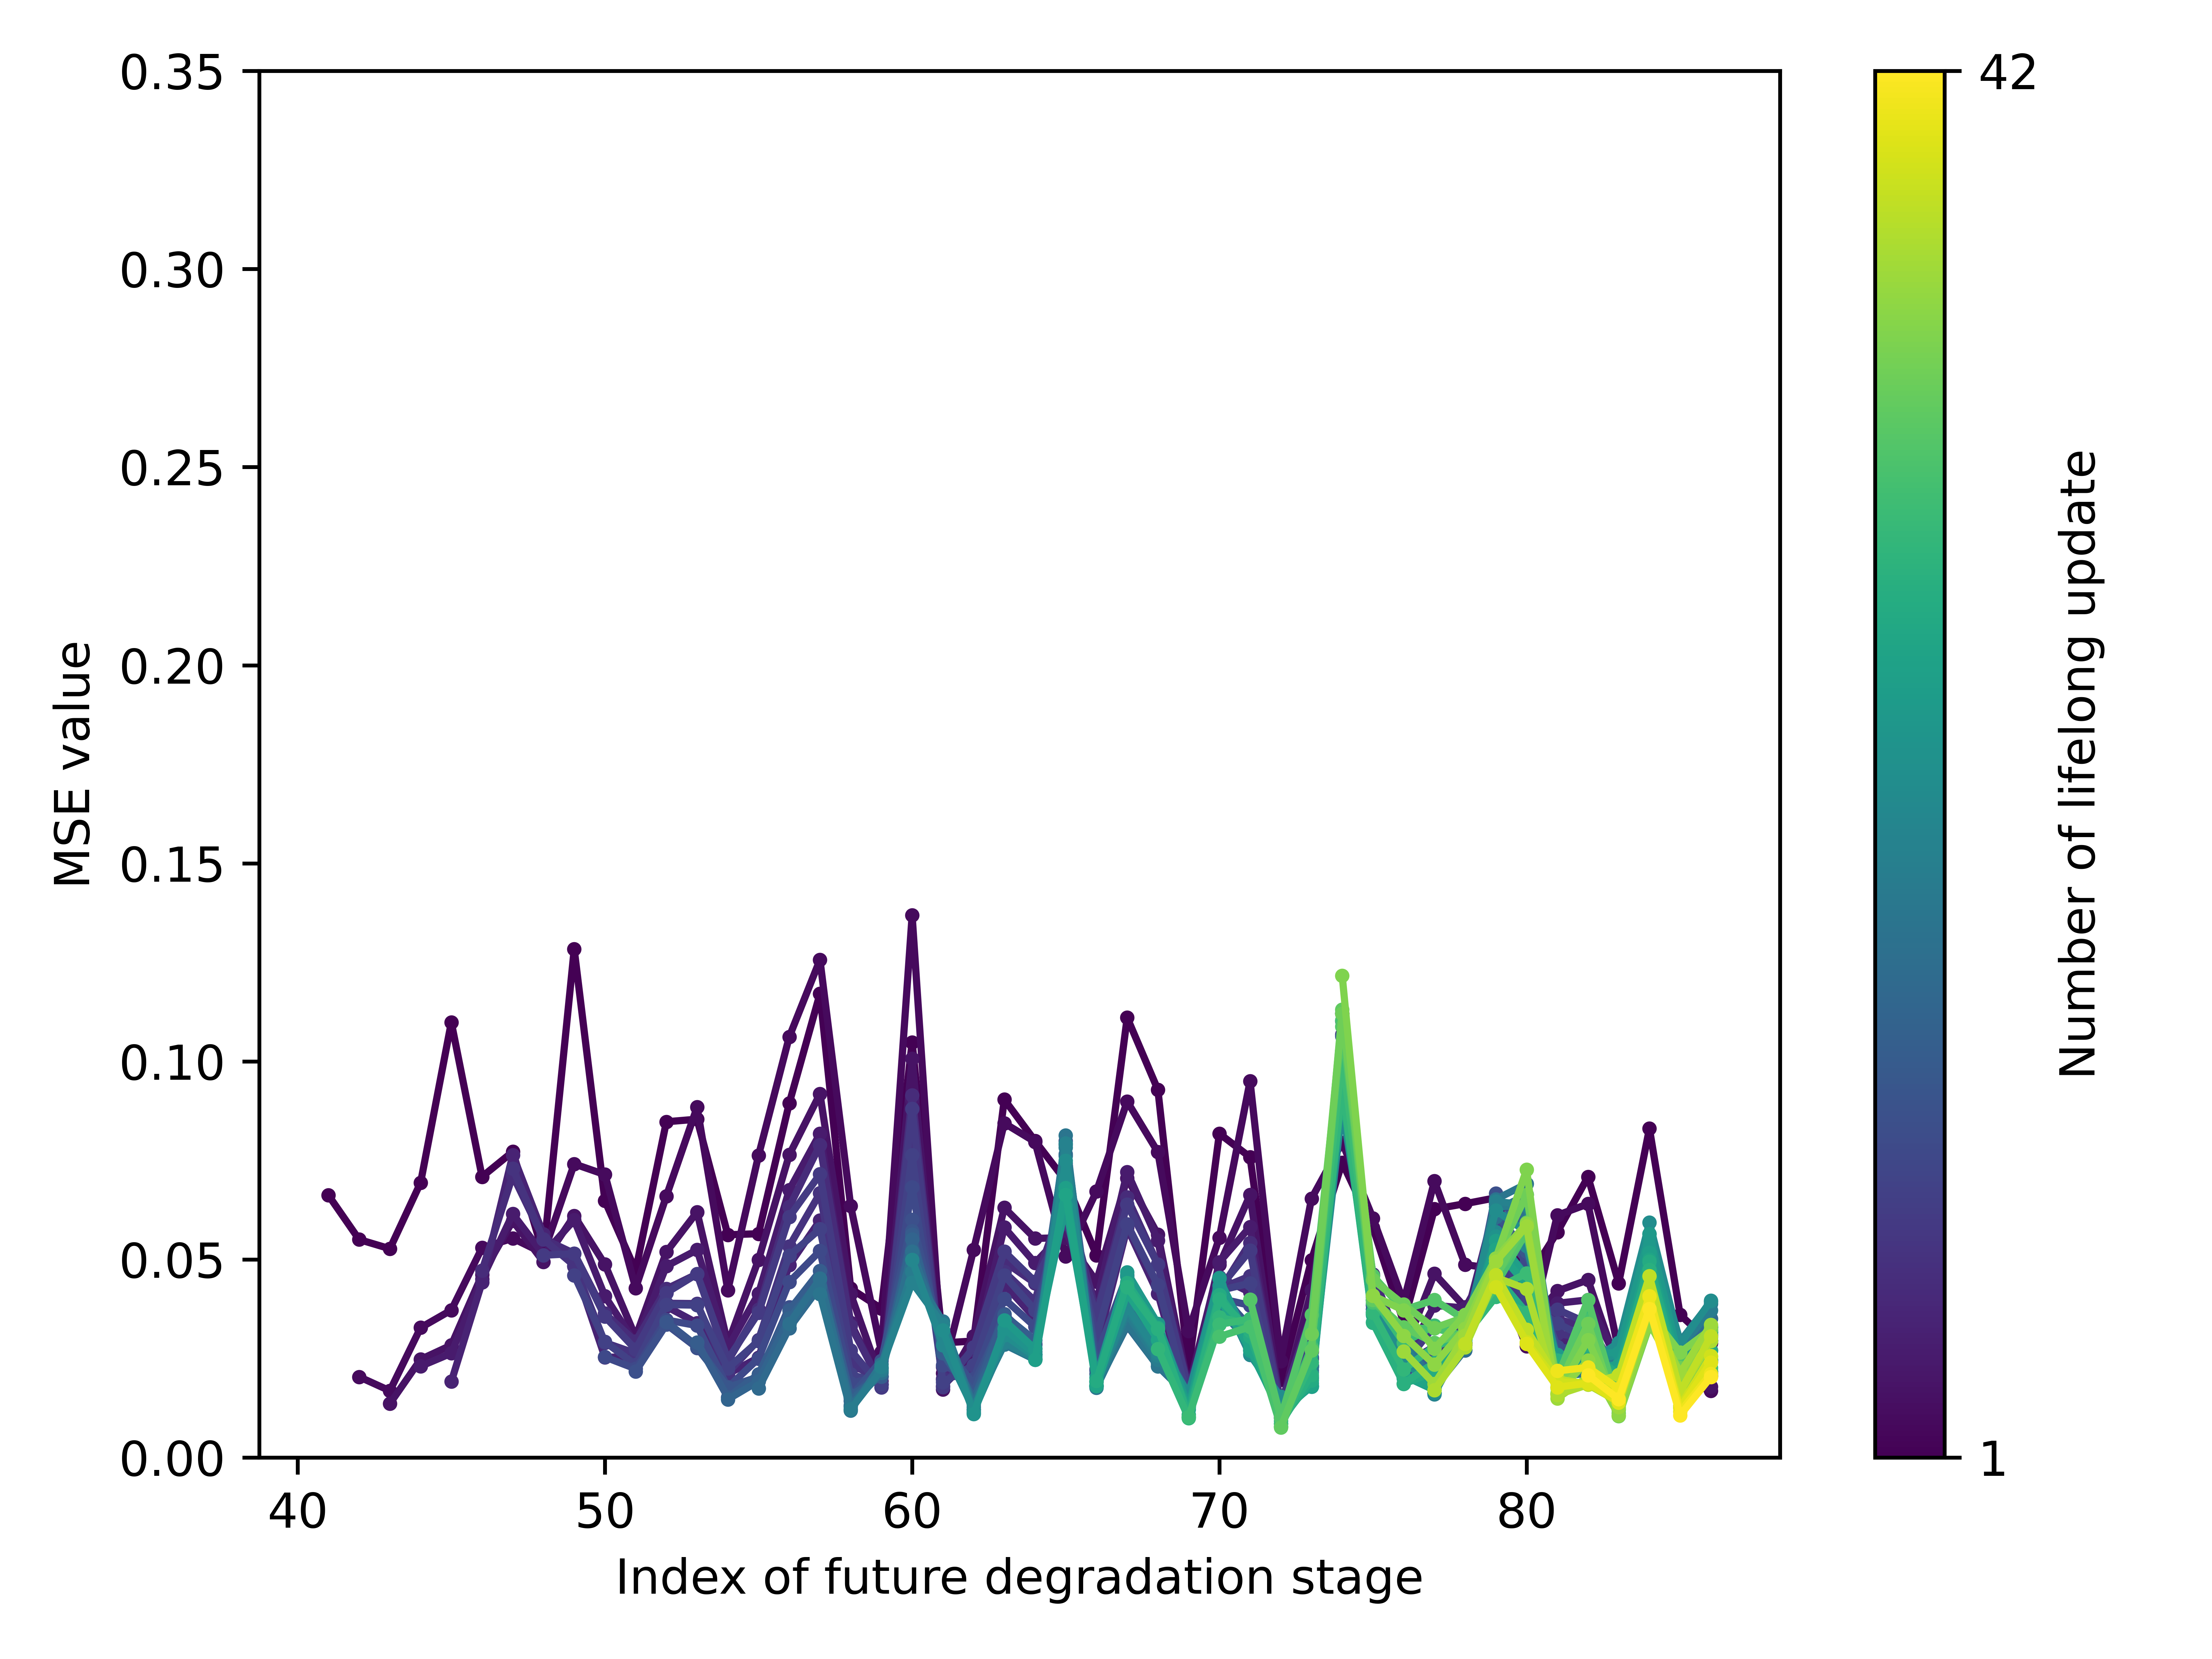 0.35
0.30
0.25
0.20
0.15
0.10
0.05
0.00
MSE value
40 50 60 70 80
Index of future degradation stage
42
1
Number of lifelong update